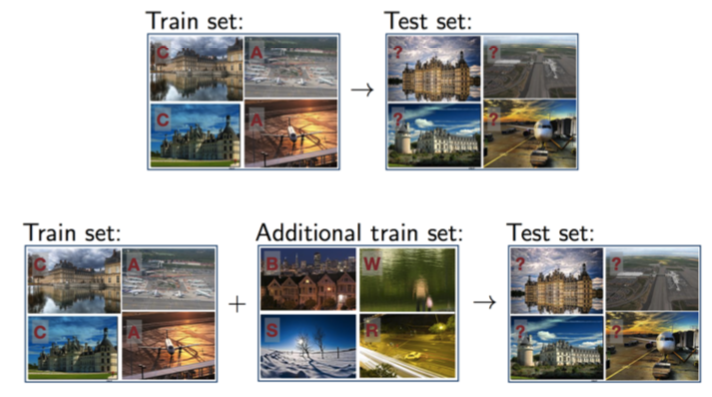 Train set:
Test set:
C
A
?
?
→
C
A
?
?
Train set:
Additional train set:
Test set:
C
A
B
W
?
?
+
→
C
A
S
R
?
?